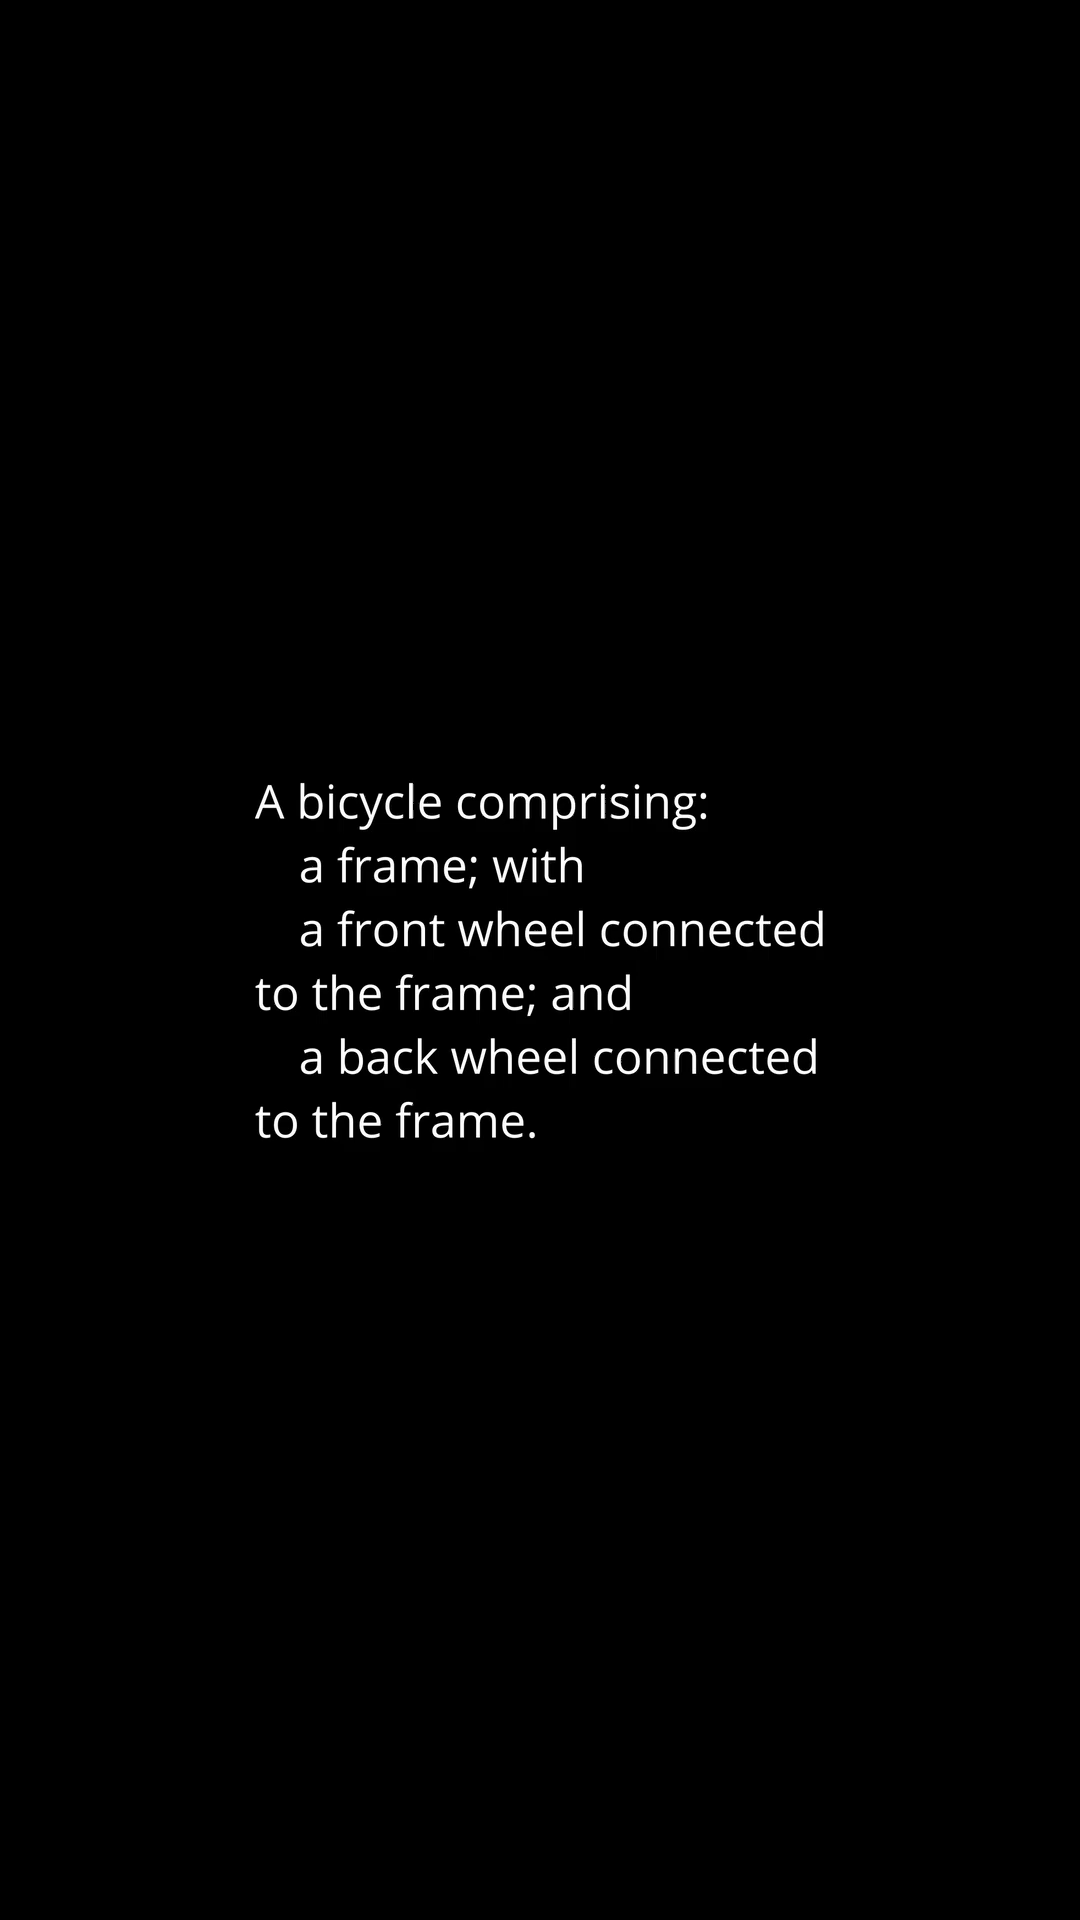 A bicycle comprising:
a frame; with
a front wheel connected
to the frame; and
a back wheel connected
to the frame.